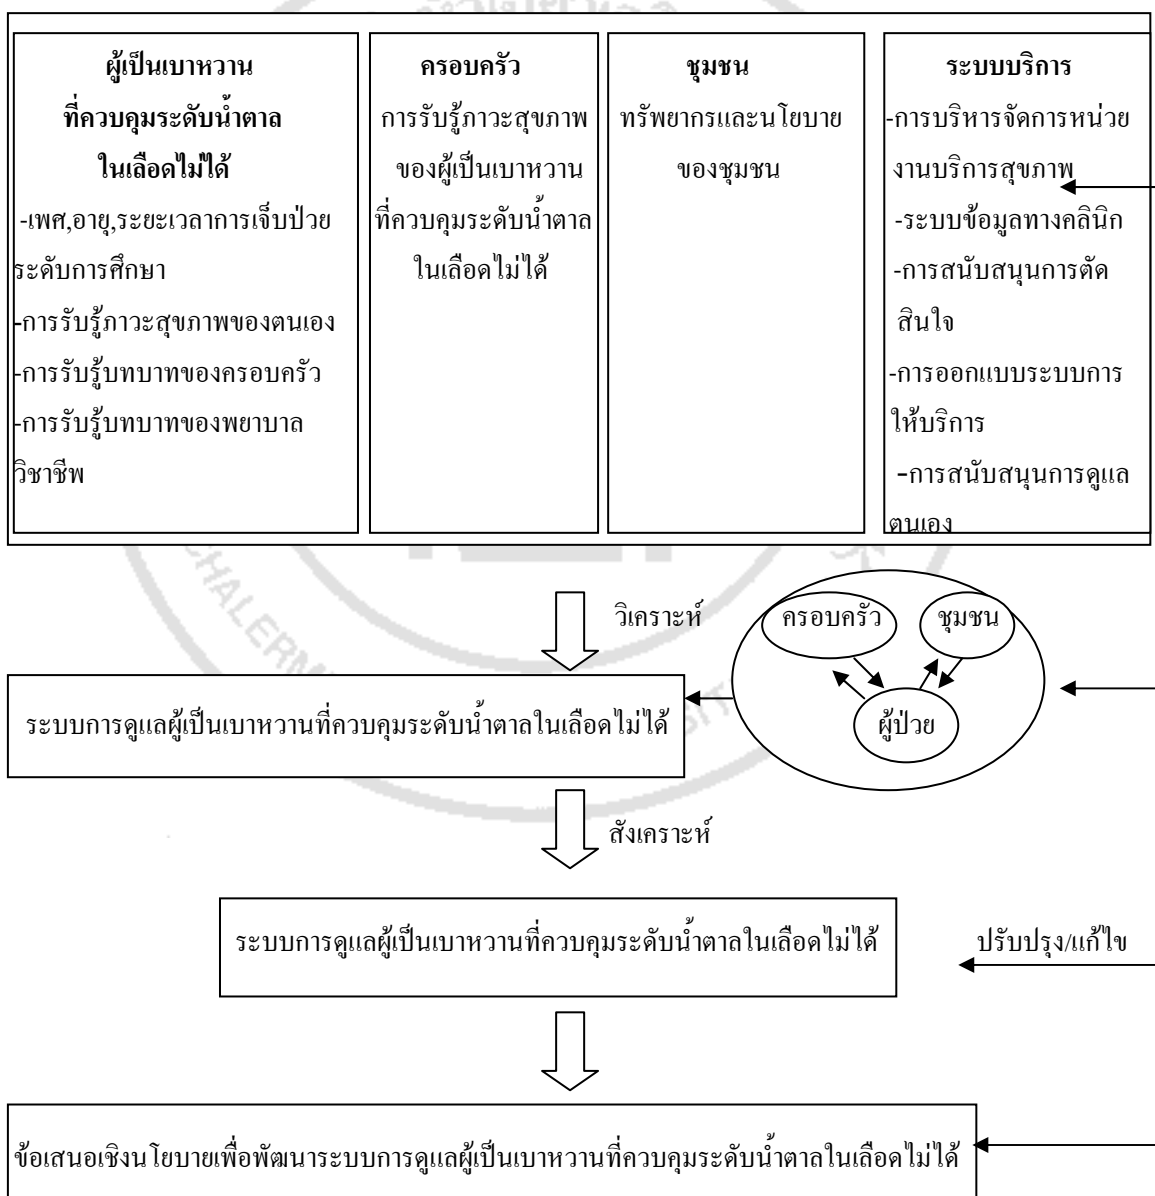 ผู้เป็นเบาหวาน
ที่ควบคุมระดับน้ำตาล
ในเลือดไม่ได้
-เพศ,อายุ,ระยะเวลาการเจ็บป่วย
ระดับการศึกษา
-การรับรู้ภาวะสุขภาพของตนเอง
-การรับรู้บทบาทของครอบครัว
-การรับรู้บทบาทของพยาบาล
วิชาชีพ
ครอบครัว
การรับรู้ภาวะสุขภาพ
ของผู้เป็นเบาหวาน
ที่ควบคุมระดับน้ำตาล
ในเลือดไม่ได้
ชุมชน
ทรัพยากรและนโยบาย
ของชุมชน
ระบบบริการ
-การบริหารจัดการหน่วย
งานบริการสุขภาพ
-ระบบข้อมูลทางคลินิก
-การสนับสนุนการตัด
สินใจ
-การออกแบบระบบการ
ให้บริการ
-การสนับสนุนการดูแล
ตนเอง
วิเคราะห์
ครอบครัว
ชุมชน
ผู้ป่วย
ระบบการดูแลผู้เป็นเบาหวานที่ควบคุมระดับน้ำตาลในเลือดไม่ได้
สังเคราะห์
ระบบการดูแลผู้เป็นเบาหวานที่ควบคุมระดับน้ำตาลในเลือดไม่ได้
ปรับปรุง/แก้ไข
ข้อเสนอเชิงนโยบายเพื่อพัฒนาระบบการดูแลผู้เป็นเบาหวานที่ควบคุมระดับน้ำตาลในเลือดไม่ได้